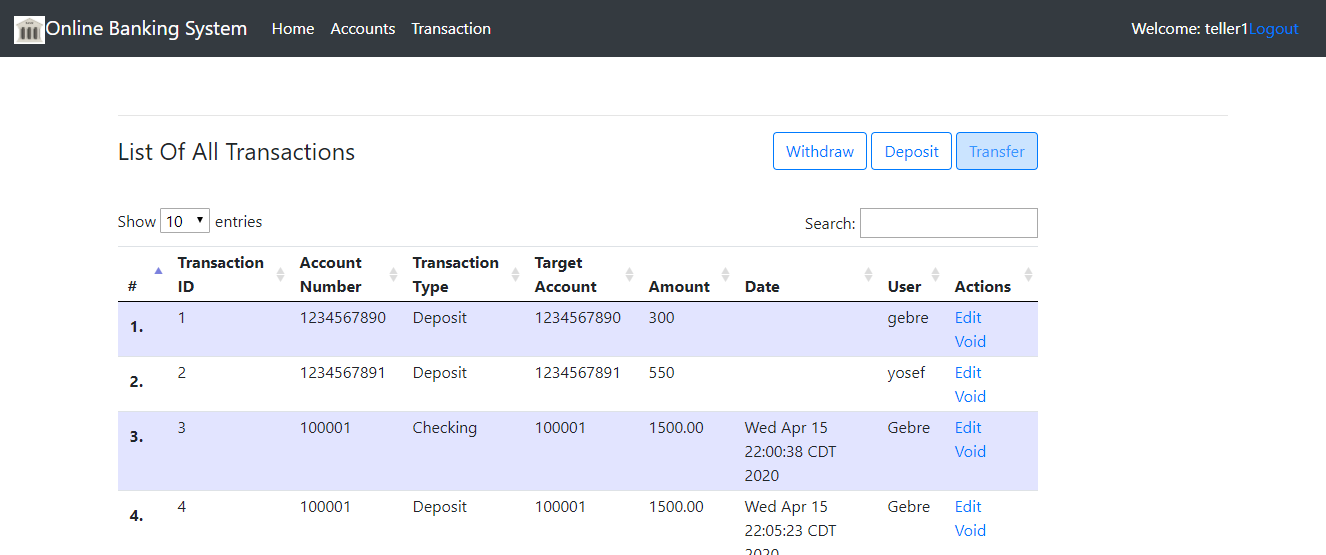 Online Banking System Home Accounts Transaction Welcome: teller1Logout
List Of All Transactions Withdraw Deposit Transfer
Show 10 entries Search:
# Transaction ID Account Number Transaction Type Target Account Amount Date User Actions
1. 1 1234567890 Deposit 1234567890 300 gebre Edit
Void
2. 2 1234567891 Deposit 1234567891 550 yosef Edit
Void
3. 3 100001 Checking 100001 1500.00 Wed Apr 15 Gebre Edit
22:00:38 CDT Void
2020
4. 4 100001 Deposit 100001 1500.00 Wed Apr 15 Gebre Edit
22:05:23 CDT Void
2020